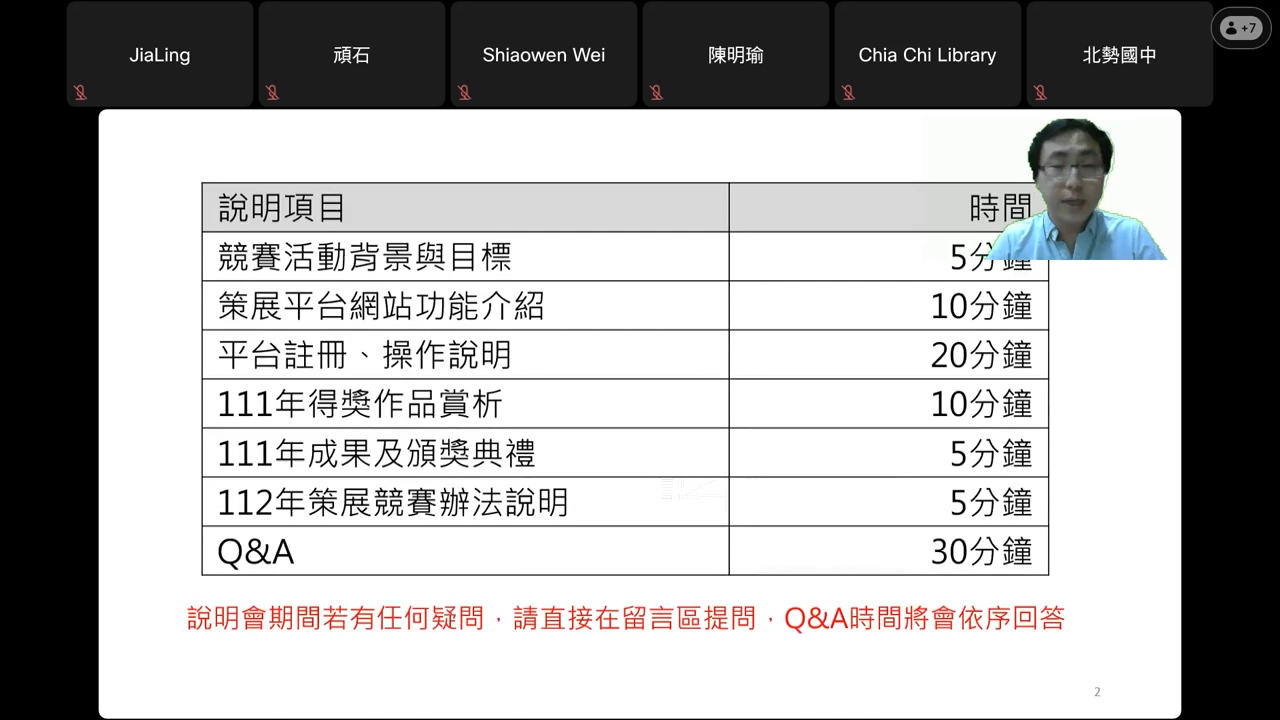 JiaLing
頑石
Shiaowen Wei
陳明瑜
Chia Chi Library
北勢國中
+7
說明項目 時間
競賽活動背景與目標 5分鐘
策展平台網站功能介紹 10分鐘
平台註冊、操作說明 20分鐘
111年得獎作品賞析 10分鐘
111年成果及頒獎典禮 5分鐘
112年策展競賽辦法說明 5分鐘
Q&A 30分鐘
說明會期間若有任何疑問，請直接在留言區提問，Q&A時間將會依序回答
2